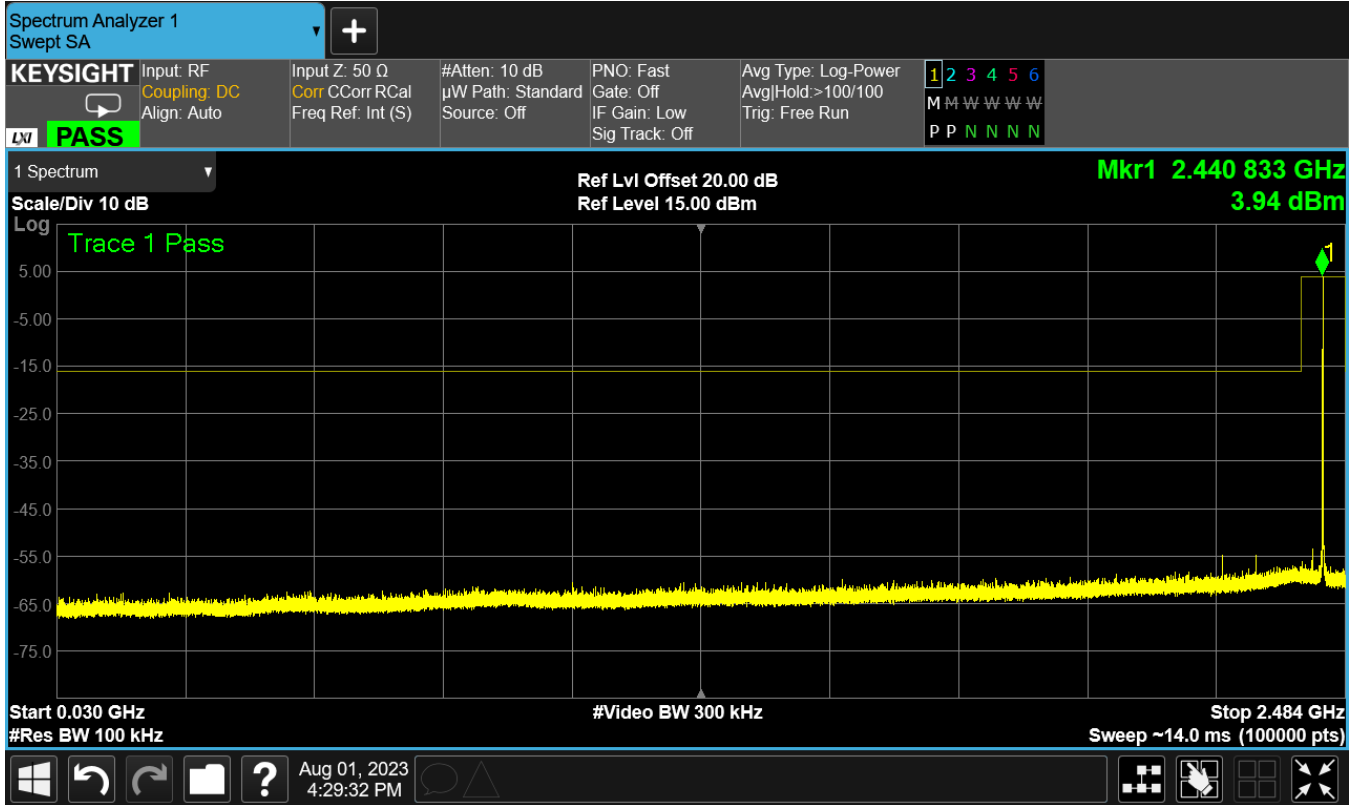 Spectrum Analyzer 1
Swept SA
+
KEYSIGHT
LXI PASS
Input: RF
Coupling: DC
Align: Auto
Input Z: 50 Ω
Corr CCorr RCal
Freq Ref: Int (S)
#Atten: 10 dB
µW Path: Standard
Source: Off
PNO: Fast
Gate: Off
IF Gain: Low
Sig Track: Off
Avg Type: Log-Power
Avg|Hold:>100/100
Trig: Free Run
1 2 3 4 5 6
M M W W W W
P P N N N N
1 Spectrum
Scale/Div 10 dB
Ref Lvl Offset 20.00 dB
Ref Level 15.00 dBm
Mkr1 2.440 833 GHz
3.94 dBm
Log
Trace 1 Pass
1
5.00
-5.00
-15.0
-25.0
-35.0
-45.0
-55.0
-65.0
-75.0
Start 0.030 GHz
#Res BW 100 kHz
#Video BW 300 kHz
Stop 2.484 GHz
Sweep ~14.0 ms (100000 pts)
?
Aug 01, 2023
4:29:32 PM